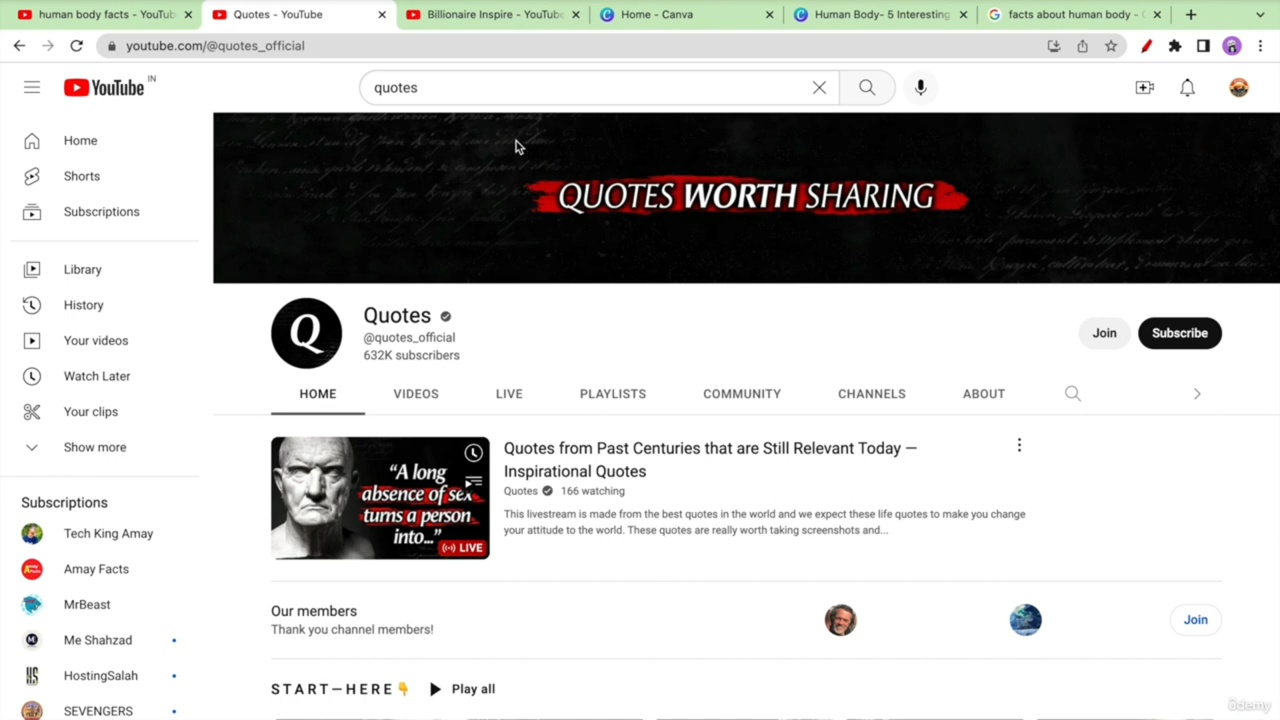 human body facts - YouTub
Quotes - YouTube
Billionaire Inspire - YouTube
Home - Canva
Human Body- 5 Interesting
facts about human body -
youtube.com/@quotes_official
YouTube IN
quotes
Home
Shorts
Subscriptions
Library
History
Your videos
Watch Later
Your clips
Show more
Subscriptions
Tech King Amay
Amay Facts
MrBeast
Me Shahzad
HostingSalah
SEVENGERS
QUOTES WORTH SHARING
Q
Quotes
@quotes_official
632K subscribers
Join
Subscribe
HOME
VIDEOS
LIVE
PLAYLISTS
COMMUNITY
CHANNELS
ABOUT
“A long
absence of sex
turns a person
into...”
LIVE
Quotes from Past Centuries that are Still Relevant Today —
Inspirational Quotes
Quotes 166 watching
This livestream is made from the best quotes in the world and we expect these life quotes to make you change
your attitude to the world. These quotes are really worth taking screenshots and...
Our members
Thank you channel members!
Join
START—HERE👇
Play all
ûdemy